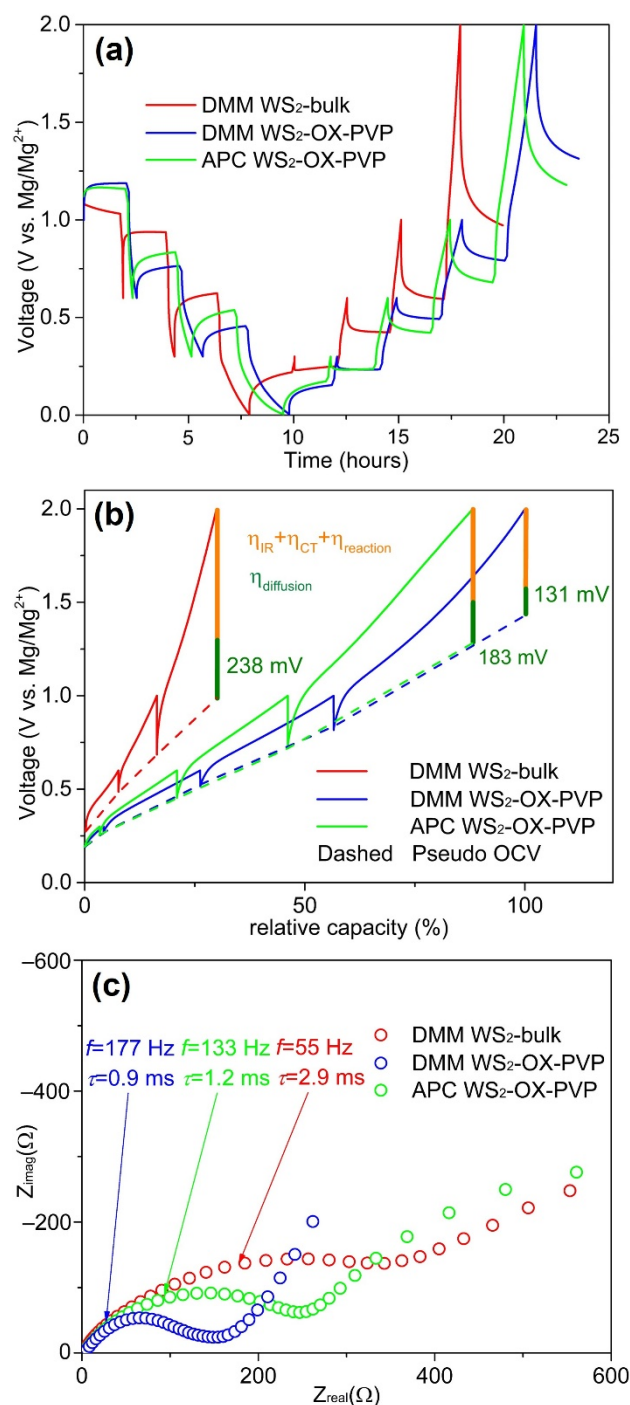 (a)
DMM WS₂-bulk
DMM WS₂-OX-PVP
APC WS₂-OX-PVP
Voltage (V vs. Mg/Mg²⁺)
2.0
1.5
1.0
0.5
0.0
0 5 10 15 20 25
Time (hours)
(b)
ηIR+ηCT+ηreaction
ηdiffusion
131 mV
238 mV
183 mV
DMM WS₂-bulk
DMM WS₂-OX-PVP
APC WS₂-OX-PVP
Dashed Pseudo OCV
Voltage (V vs. Mg/Mg²⁺)
2.0
1.5
1.0
0.5
0.0
0 50 100
relative capacity (%)
(c)
DMM WS₂-bulk
DMM WS₂-OX-PVP
APC WS₂-OX-PVP
f=177 Hz f=133 Hz f=55 Hz
τ=0.9 ms τ=1.2 ms τ=2.9 ms
Zimag(Ω)
–600
–400
–200
0
0 200 400 600
Zreal(Ω)